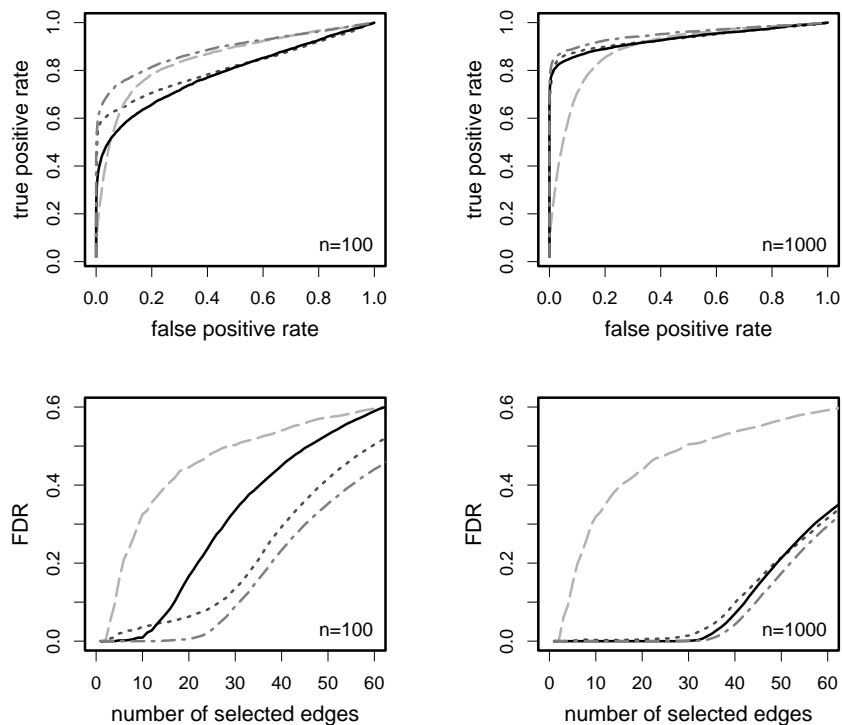 true positive rate
0.0 0.2 0.4 0.6 0.8 1.0
n=100
0.0 0.2 0.4 0.6 0.8 1.0
false positive rate
true positive rate
0.0 0.2 0.4 0.6 0.8 1.0
n=1000
0.0 0.2 0.4 0.6 0.8 1.0
false positive rate
FDR
0.0 0.2 0.4 0.6
n=100
0 10 20 30 40 50 60
number of selected edges
FDR
0.0 0.2 0.4 0.6
n=1000
0 10 20 30 40 50 60
number of selected edges